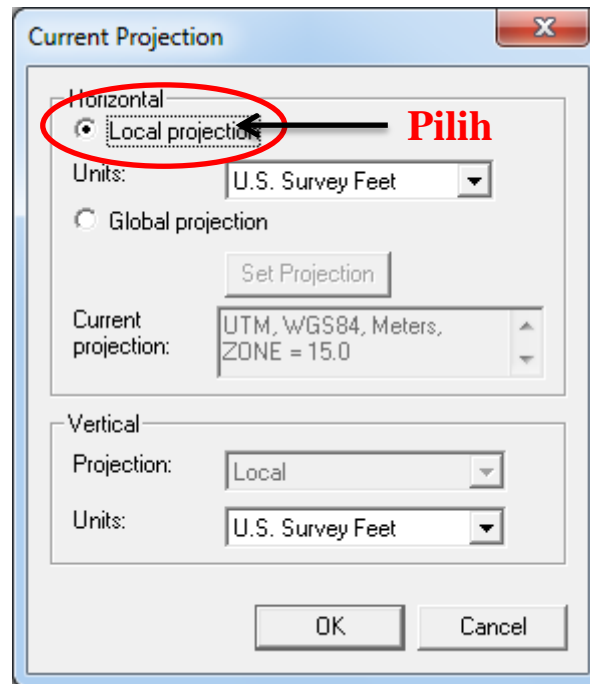 Current Projection
Horizontal
Local projection
Pilih
Units:
U.S. Survey Feet
Global projection
Set Projection
Current
projection:
UTM, WGS84, Meters,
ZONE = 15.0
Vertical
Projection:
Local
Units:
U.S. Survey Feet
OK
Cancel